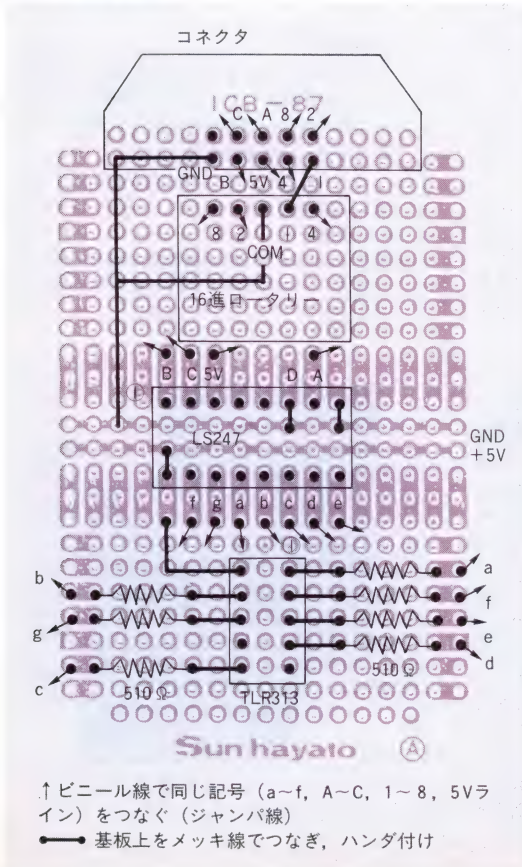 コネクタ
ICB-87
C A 8 2
GND
B 5V 4 1
8 2 1 4
COM
16進ロータリー
B C 5V D A
LS247
GND
+5V
f g a b c d e
b
a
f
g
e
d
c
510Ω
510Ω
TLR313
Sunhayato
Ⓐ
↑ビニール線で同じ記号(a~f, A~C, 1~8, 5Vラ
イン)をつなぐ(ジャンパ線)
●━● 基板上をメッキ線でつなぎ,ハンダ付け